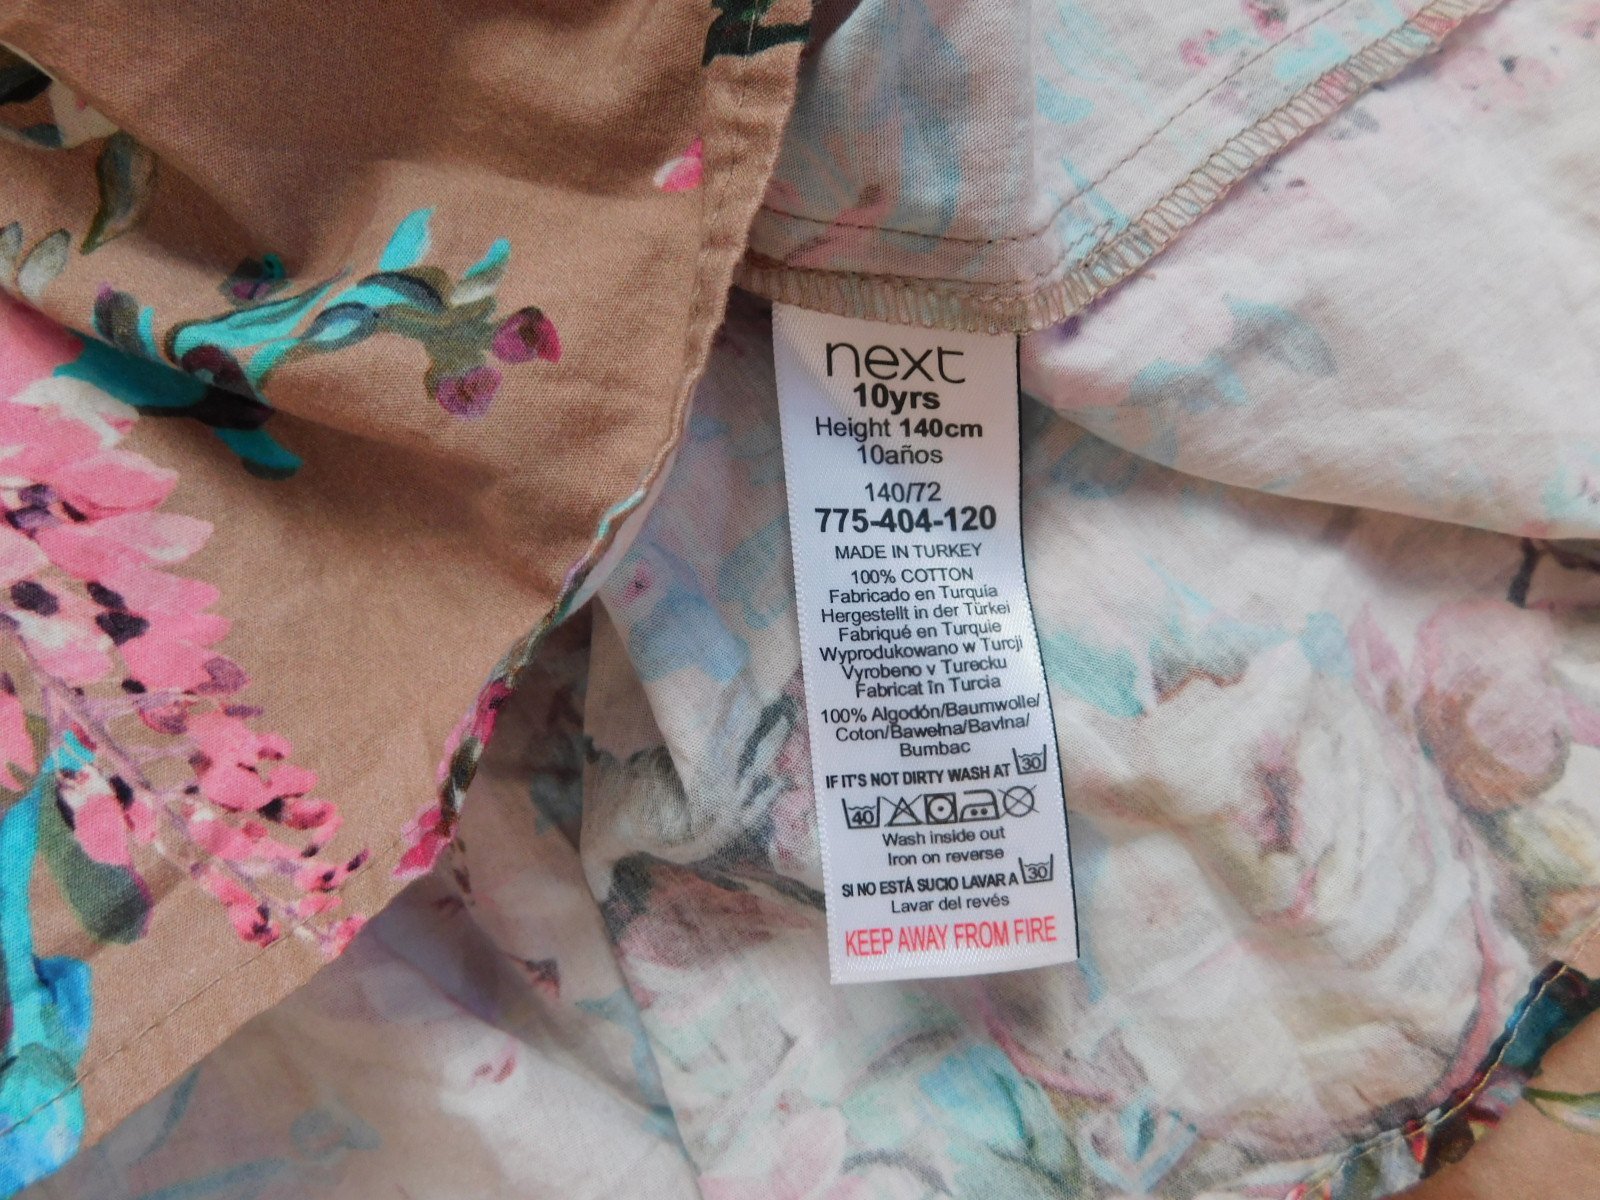 next
10yrs
Height 140cm
10años
140/72
775-404-120
MADE IN TURKEY
100% COTTON
Fabricado en Turquía
Hergestellt in der Türkei
Fabriqué en Turquie
Wyprodukowano w Turcji
Vyrobeno v Turecku
Fabricat în Turcia
100% Algodón/Baumwolle/
Coton/Bawełna/Bavlna/
Bumbac
IF IT'S NOT DIRTY WASH AT 30
40
Wash inside out
Iron on reverse
SI NO ESTÁ SUCIO LAVAR A 30
Lavar del revés
KEEP AWAY FROM FIRE